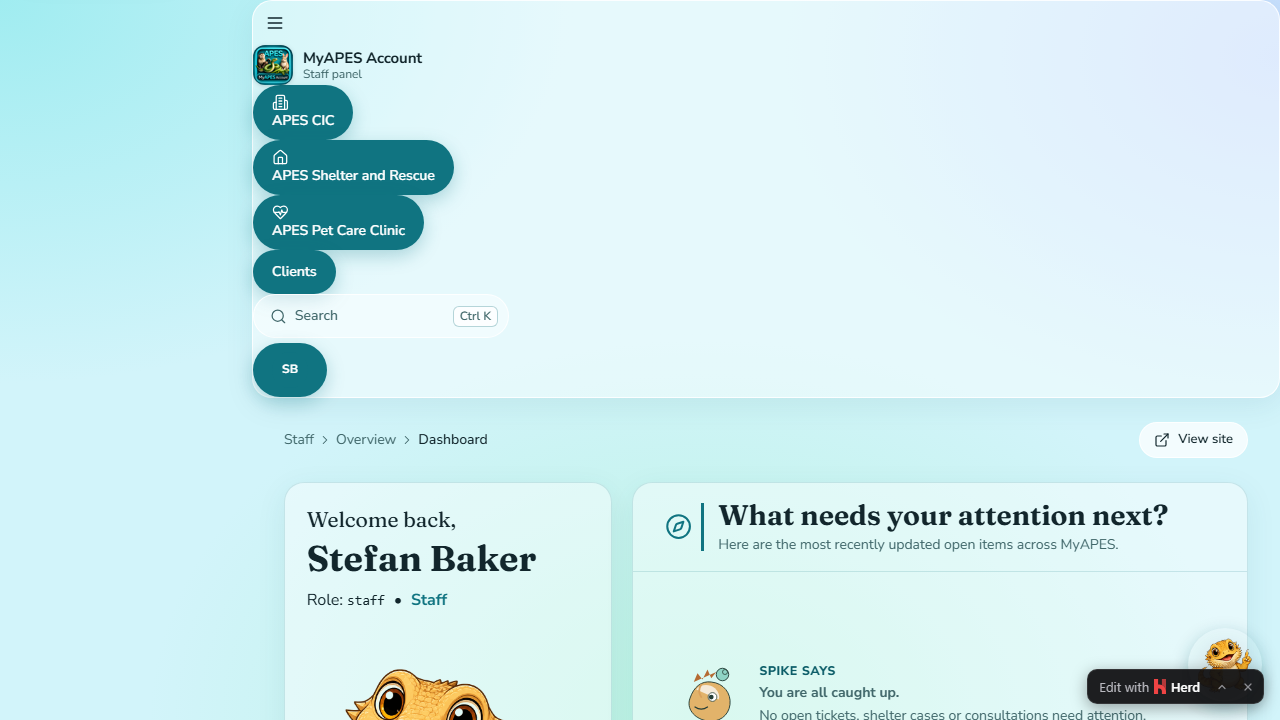 APES
MyAPES Account
MyAPES Account
Staff panel
APES CIC
APES Shelter and Rescue
APES Pet Care Clinic
Clients
Search
Ctrl K
SB
Staff
Overview
Dashboard
View site
Welcome back,
Stefan Baker
Role: staff • Staff
What needs your attention next?
Here are the most recently updated open items across MyAPES.
SPIKE SAYS
You are all caught up.
No open tickets, shelter cases or consultations need attention.
Edit with Herd